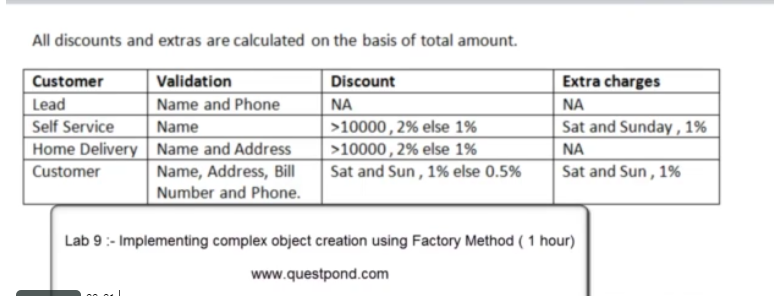 All discounts and extras are calculated on the basis of total amount.
Customer Validation Discount Extra charges
Lead Name and Phone NA NA
Self Service Name >10000 , 2% else 1% Sat and Sunday , 1%
Home Delivery Name and Address >10000 , 2% else 1% NA
Customer Name, Address, Bill Sat and Sun , 1% else 0.5% Sat and Sun , 1%
Number and Phone.
Lab 9 :- Implementing complex object creation using Factory Method ( 1 hour)
www.questpond.com